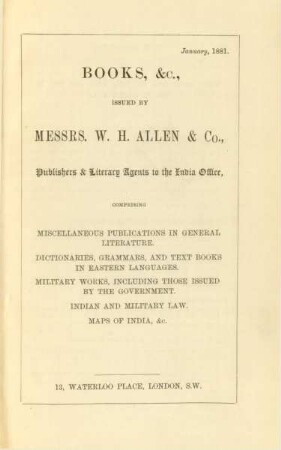 January, 1881.
BOOKS, &c.,
ISSUED BY
MESSRS. W. H. ALLEN & Co.,
Publishers & Literary Agents to the India Office,
COMPRISING
MISCELLANEOUS PUBLICATIONS IN GENERAL
LITERATURE.
DICTIONARIES, GRAMMARS, AND TEXT BOOKS
IN EASTERN LANGUAGES.
MILITARY WORKS, INCLUDING THOSE ISSUED
BY THE GOVERNMENT.
INDIAN AND MILITARY LAW.
MAPS OF INDIA, &c.
13, WATERLOO PLACE, LONDON, S.W.